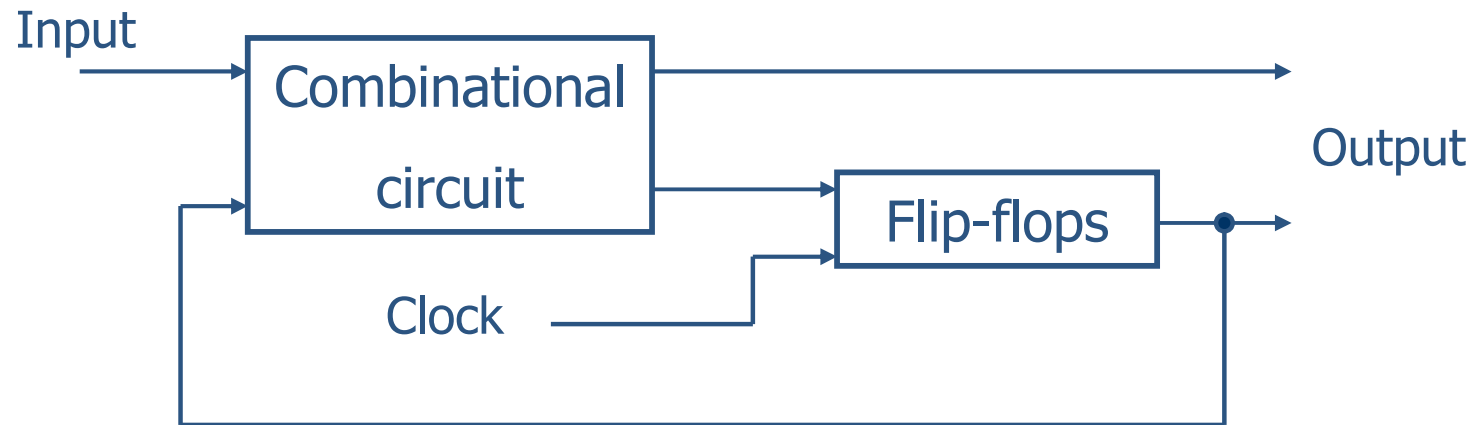 Input
Combinational
circuit
Output
Flip-flops
Clock